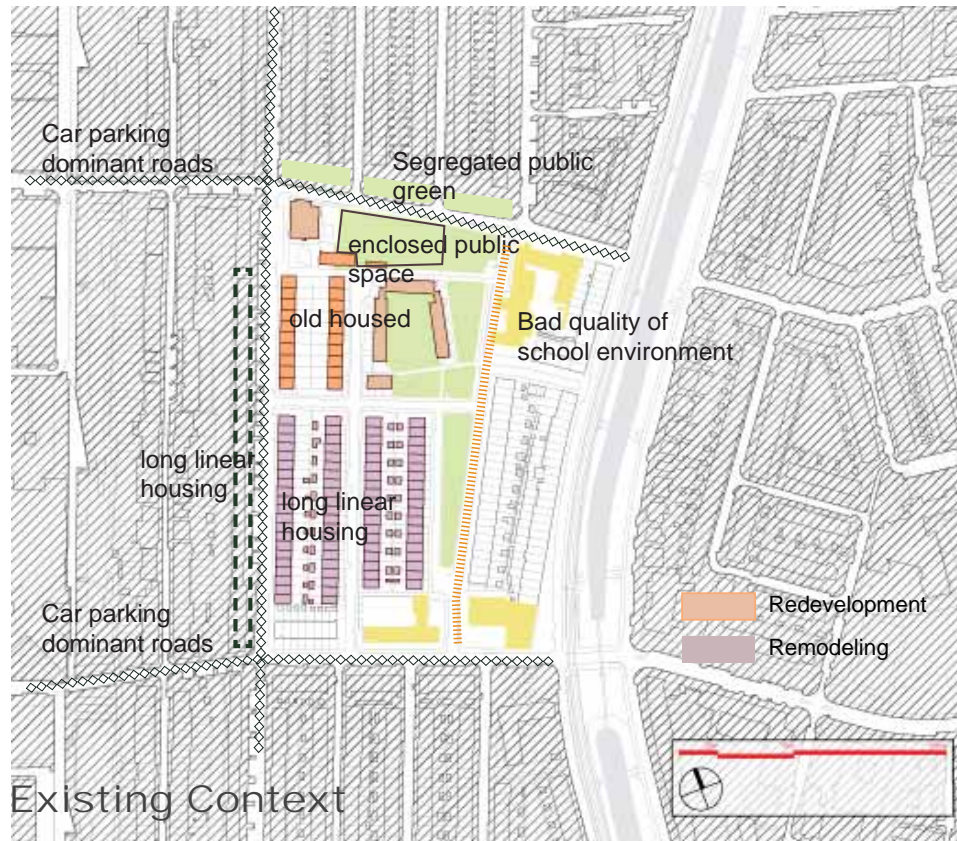 Car parking
dominant roads
Segregated public
green
enclosed public
space
old housed
Bad quality of
school environment
long linear
housing
long linear
housing
Redevelopment
Remodeling
Car parking
dominant roads
Existing Context